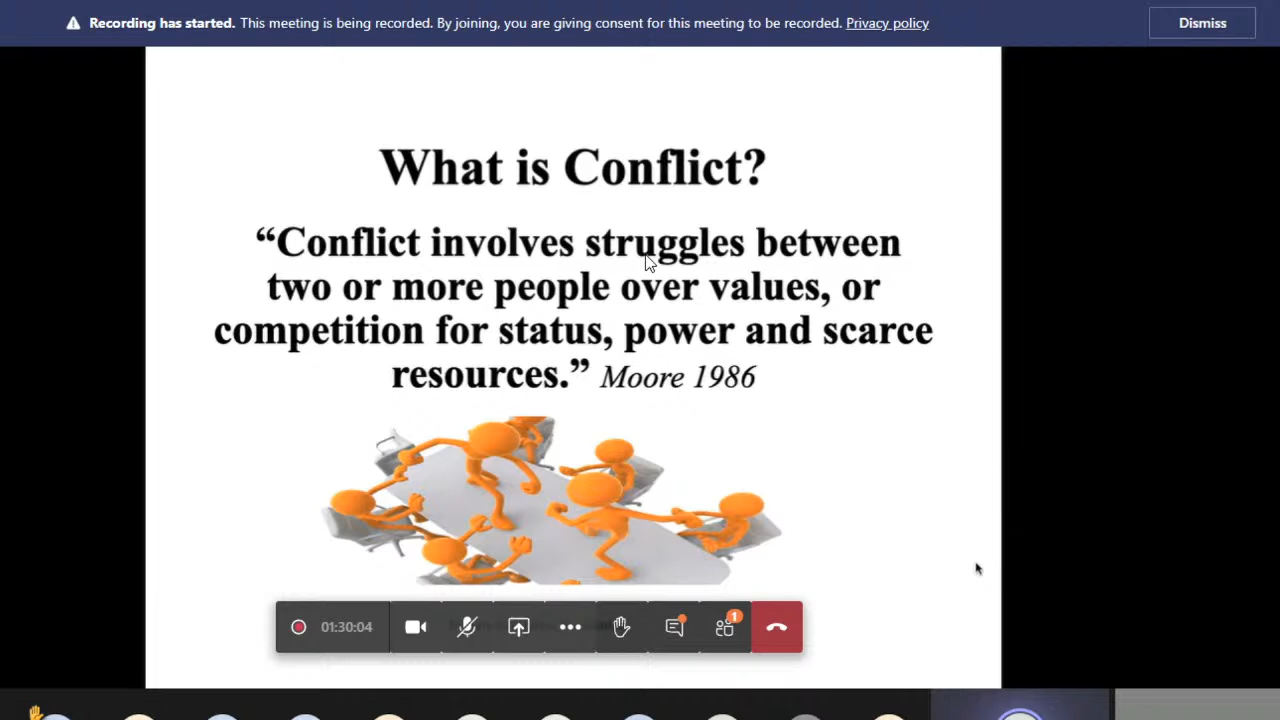 Recording has started. This meeting is being recorded. By joining, you are giving consent for this meeting to be recorded. Privacy policy
Dismiss
What is Conflict?
“Conflict involves struggles between
two or more people over values, or
competition for status, power and scarce
resources.” Moore 1986
01:30:04
1